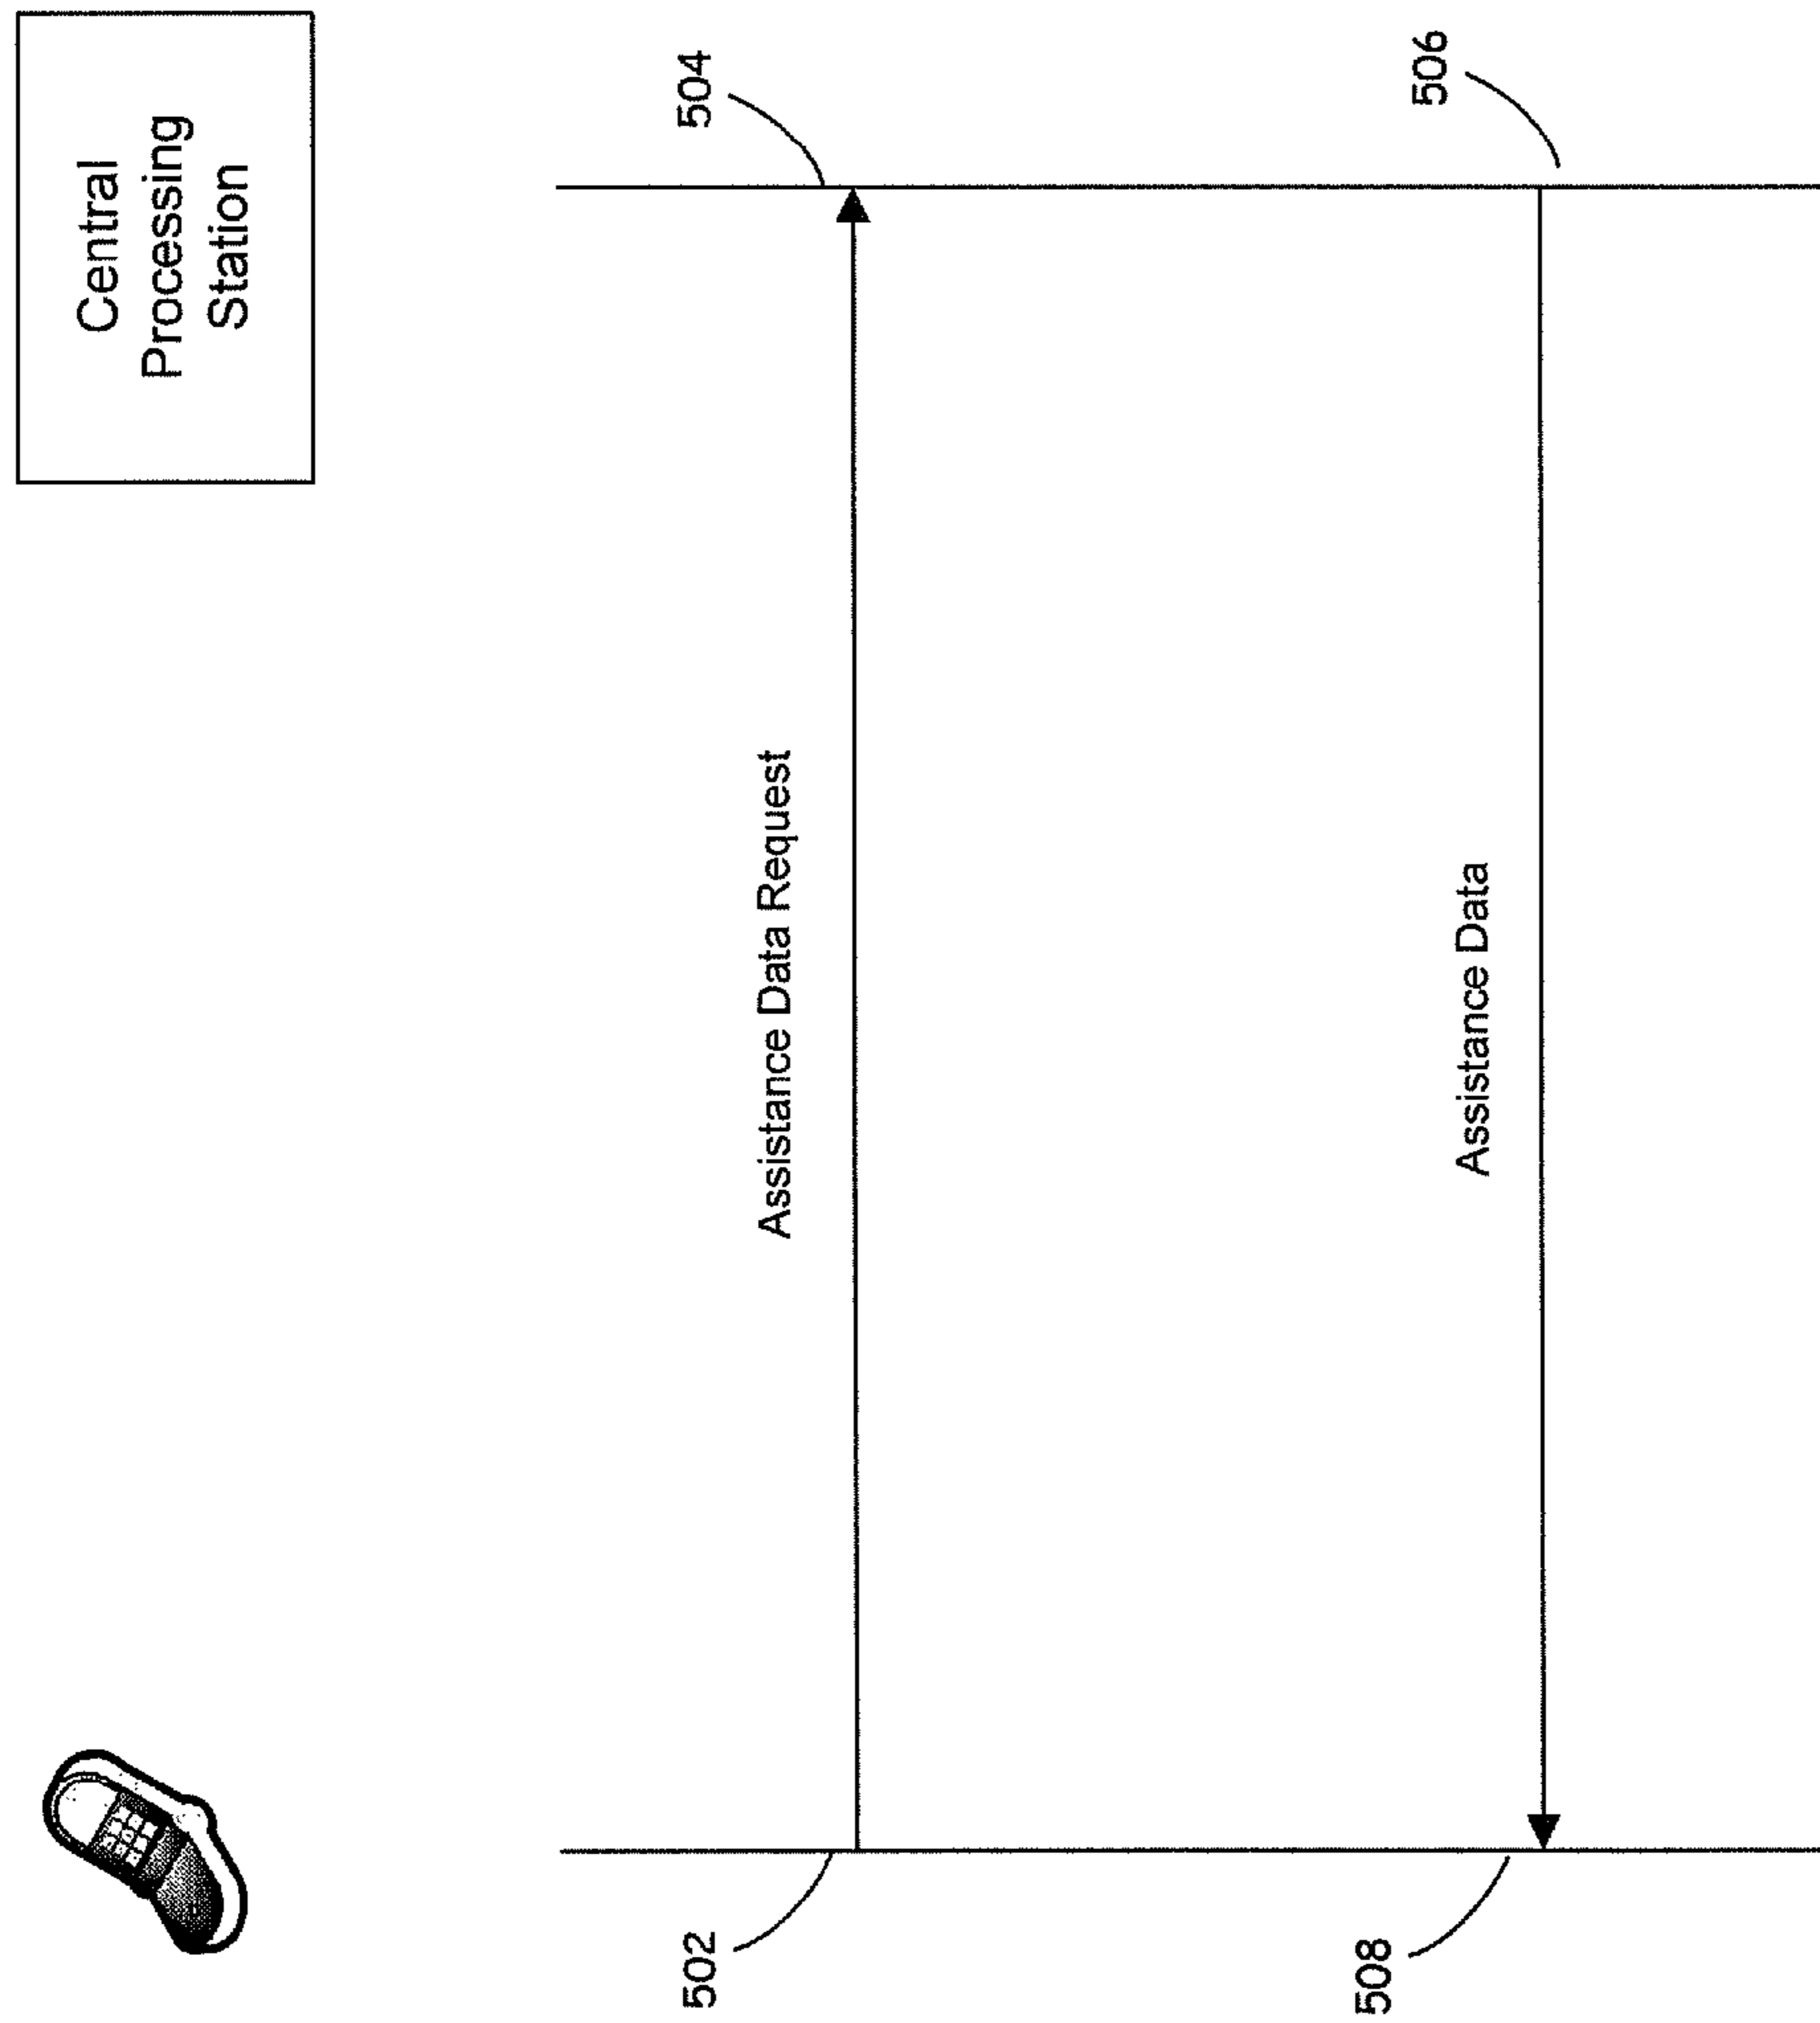 Central
Processing
Station
502
Assistance Data Request
504
508
Assistance Data
506